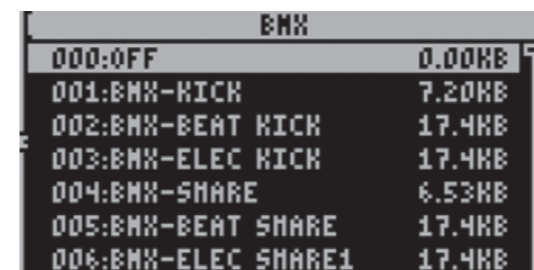 BMX
000:OFF 0.00KB
001:BMX-KICK 7.20KB
002:BMX-BEAT KICK 17.4KB
003:BMX-ELEC KICK 17.4KB
004:BMX-SNARE 6.53KB
005:BMX-BEAT SNARE 17.4KB
006:BMX-ELEC SNARE1 17.4KB